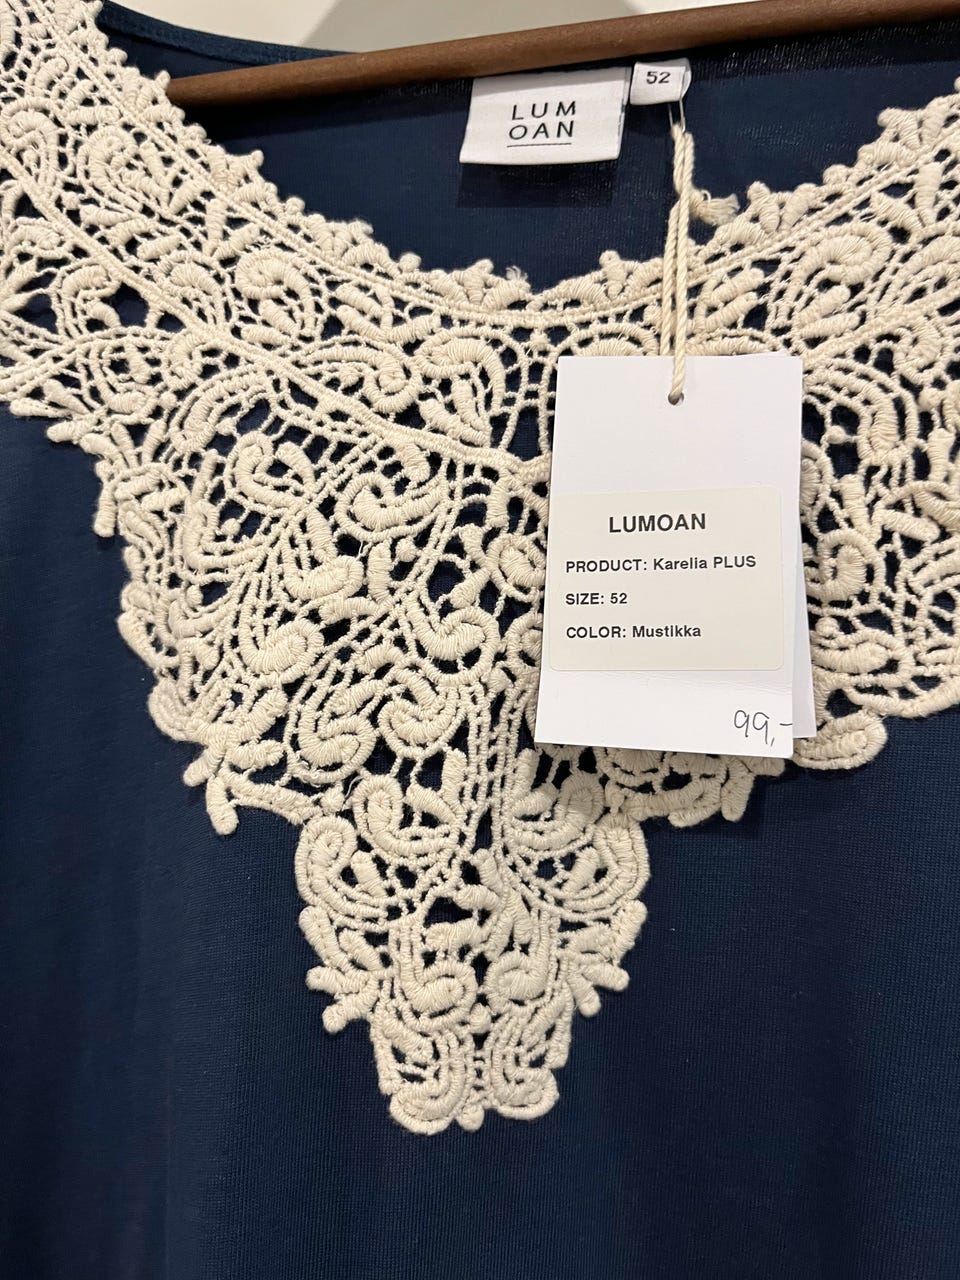 LUM
OAN
52
LUMOAN
PRODUCT: Karelia PLUS
SIZE: 52
COLOR: Mustikka
99,-